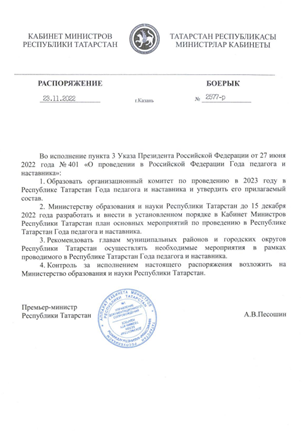 КАБИНЕТ МИНИСТРОВ
РЕСПУБЛИКИ ТАТАРСТАН
ТАТАРСТАН РЕСПУБЛИКАСЫ
МИНИСТРЛАР КАБИНЕТЫ
РАСПОРЯЖЕНИЕ
БОЕРЫК
23.11.2022
г.Казань
№ 2577-р
Во исполнение пункта 3 Указа Президента Российской Федерации от 27 июня
2022 года № 401 «О проведении в Российской Федерации Года педагога и
наставника»:
1. Образовать организационный комитет по проведению в 2023 году в
Республике Татарстан Года педагога и наставника и утвердить его прилагаемый
состав.
2. Министерству образования и науки Республики Татарстан до 15 декабря
2022 года разработать и внести в установленном порядке в Кабинет Министров
Республики Татарстан план основных мероприятий по проведению в Республике
Татарстан Года педагога и наставника.
3. Рекомендовать главам муниципальных районов и городских округов
Республики Татарстан осуществлять необходимые мероприятия в рамках
проводимого в Республике Татарстан Года педагога и наставника.
4. Контроль за исполнением настоящего распоряжения возложить на
Министерство образования и науки Республики Татарстан.
Премьер-министр
Республики Татарстан
А.В.Песошин